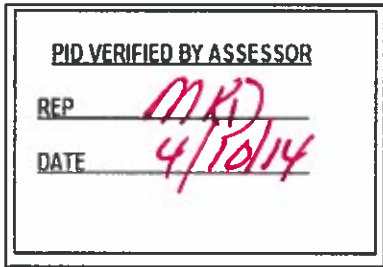 PID VERIFIED BY ASSESSOR
REP MKD
DATE 4/10/14